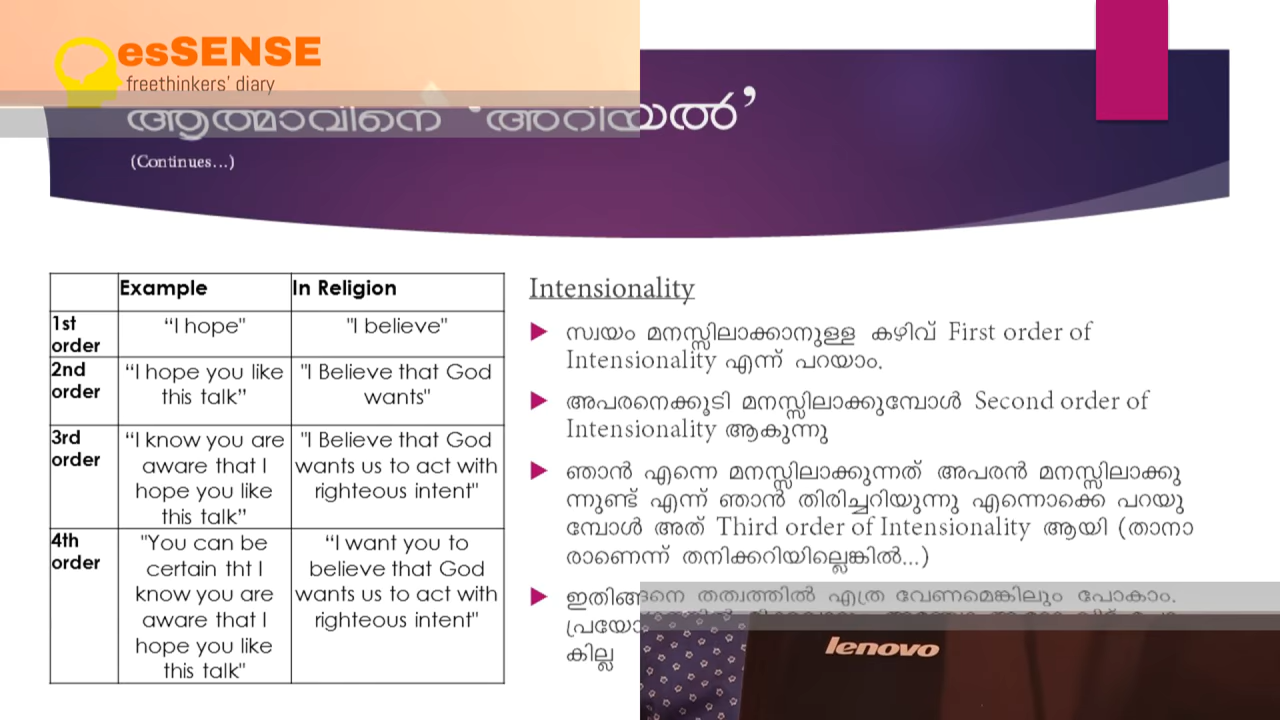 esSENSE
freethinkers' diary
ആത്മാവിനെ ‘അറിയൽ’
(Continues...)
Example In Religion
1st order “I hope" "I believe"
2nd order “I hope you like this talk” "I Believe that God wants"
3rd order “I know you are aware that I hope you like this talk” "I Believe that God wants us to act with righteous intent"
4th order "You can be certain tht I know you are aware that I hope you like this talk" “I want you to believe that God wants us to act with righteous intent"
Intensionality
സ്വയം മനസ്സിലാക്കാനുള്ള കഴിവ് First order of
Intensionality എന്ന് പറയാം.
അപരനെക്കൂടി മനസ്സിലാക്കുമ്പോൾ Second order of
Intensionality ആകുന്നു
ഞാൻ എന്നെ മനസ്സിലാക്കുന്നത് അപരൻ മനസ്സിലാക്കു
ന്നുണ്ട് എന്ന് ഞാൻ തിരിച്ചറിയുന്നു എന്നൊക്കെ പറയു
മ്പോൾ അത് Third order of Intensionality ആയി (താനാ
രാണെന്ന് തനിക്കറിയില്ലെങ്കിൽ...)
ഇതിങ്ങനെ തത്വത്തിൽ എത്ര വേണമെങ്കിലും പോകാം.
കില്ല
lenovo